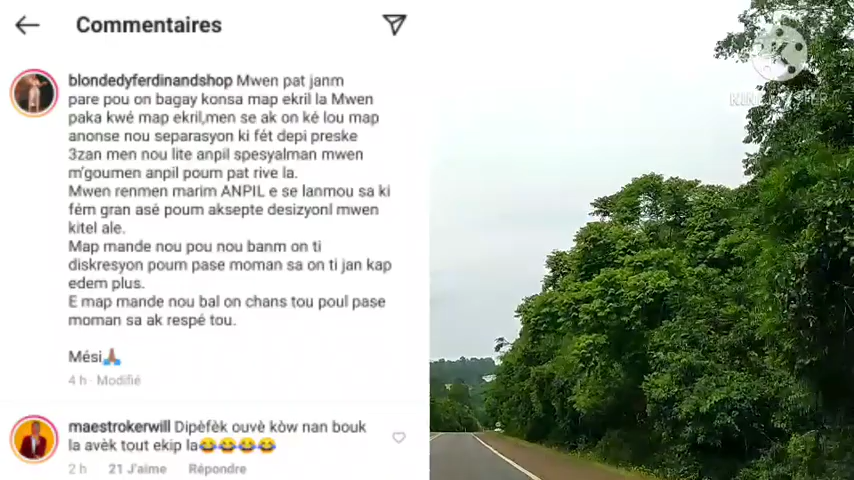 Commentaires
blondedyferdinandshop Mwen pat janm
pare pou on bagay konsa map ekril la Mwen
paka kwé map ekril,men se ak on ké lou map
anonse nou separasyon ki fét depi preske
3zan men nou lite anpil spesyalman mwen
m'goumen anpil poum pat rive la.
Mwen renmen marim ANPIL e se lanmou sa ki
fém gran asé poum aksepte desizyonl mwen
kitel ale.
Map mande nou pou nou banm on ti
diskresyon poum pase moman sa on ti jan kap
edem plus.
E map mande nou bal on chans tou poul pase
moman sa ak respé tou.
Mési🙏🏽
4 h · Modifié
maestrokerwill Dipèfèk ouvè kòw nan bouk
la avèk tout ekip la😂😂😂😂
2 h 21 J'aime Répondre